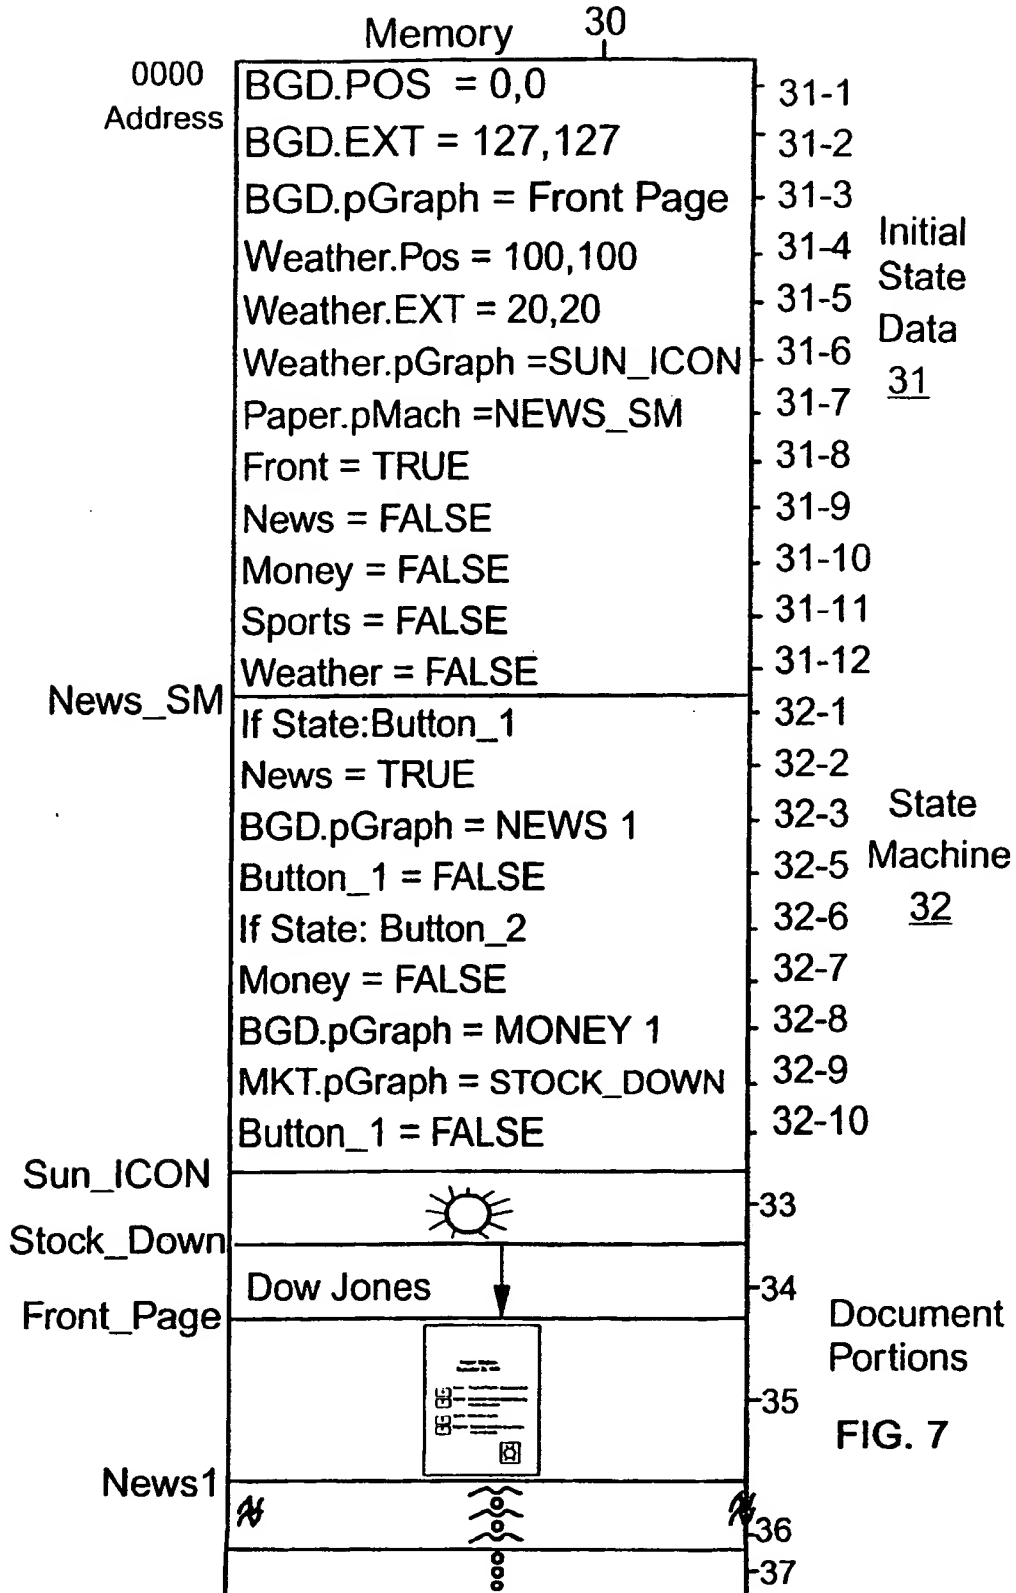 Memory 30
0000
Address
BGD.POS = 0,0 31-1
BGD.EXT = 127,127 31-2
BGD.pGraph = Front Page 31-3
Weather.Pos = 100,100 31-4
Weather.EXT = 20,20 31-5
Weather.pGraph =SUN_ICON 31-6
Paper.pMach =NEWS_SM 31-7
Front = TRUE 31-8
News = FALSE 31-9
Money = FALSE 31-10
Sports = FALSE 31-11
Weather = FALSE 31-12
Initial
State
Data
31
News_SM
If State:Button_1 32-1
News = TRUE 32-2
BGD.pGraph = NEWS 1 32-3
Button_1 = FALSE 32-5
If State: Button_2 32-6
Money = FALSE 32-7
BGD.pGraph = MONEY 1 32-8
MKT.pGraph = STOCK_DOWN 32-9
Button_1 = FALSE 32-10
State
Machine
32
Sun_ICON
33
Stock_Down
Dow Jones 34
Front_Page
35
Document
Portions
FIG. 7
News1
36
37